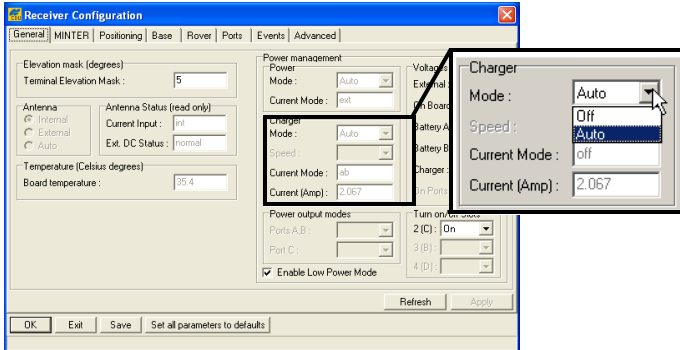 Receiver Configuration
General MINTER Positioning Base Rover Ports Events Advanced
Elevation mask (degrees)
Terminal Elevation Mask : 5
Antenna
Internal
External
Auto
Antenna Status (read only)
Current Input : int
Ext. DC Status : normal
Temperature (Celsius degrees)
Board temperature : 35.4
Power management
Power
Mode : Auto
Current Mode : ext
Charger
Mode : Auto
Speed :
Current Mode : ab
Current (Amp) : 2.067
Power output modes
Ports A,B :
Port C :
Enable Low Power Mode
Voltages
External
On Board
Battery A
Battery B
Charger :
On Ports
Turn on/off Slots
2 (C) : On
3 (B) :
4 (D) :
Charger
Mode : Auto
Off
Auto
Speed :
Current Mode : off
Current (Amp) : 2.067
Refresh Apply
OK Exit Save Set all parameters to defaults